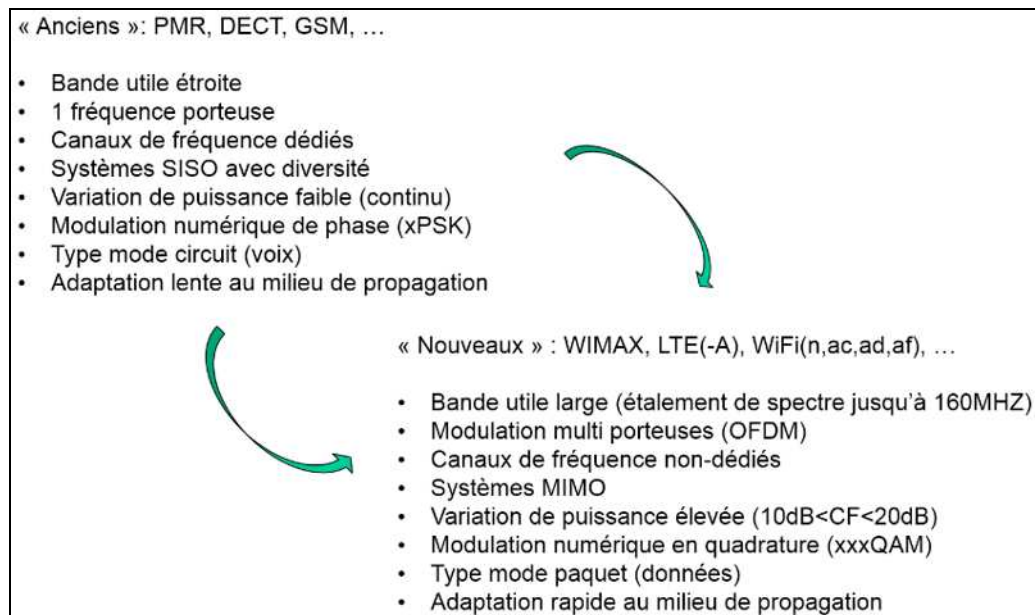 « Anciens »: PMR, DECT, GSM, …
• Bande utile étroite
• 1 fréquence porteuse
• Canaux de fréquence dédiés
• Systèmes SISO avec diversité
• Variation de puissance faible (continu)
• Modulation numérique de phase (xPSK)
• Type mode circuit (voix)
• Adaptation lente au milieu de propagation
« Nouveaux » : WIMAX, LTE(-A), WiFi(n,ac,ad,af), …
• Bande utile large (étalement de spectre jusqu'à 160MHZ)
• Modulation multi porteuses (OFDM)
• Canaux de fréquence non-dédiés
• Systèmes MIMO
• Variation de puissance élevée (10dB<CF<20dB)
• Modulation numérique en quadrature (xxxQAM)
• Type mode paquet (données)
• Adaptation rapide au milieu de propagation